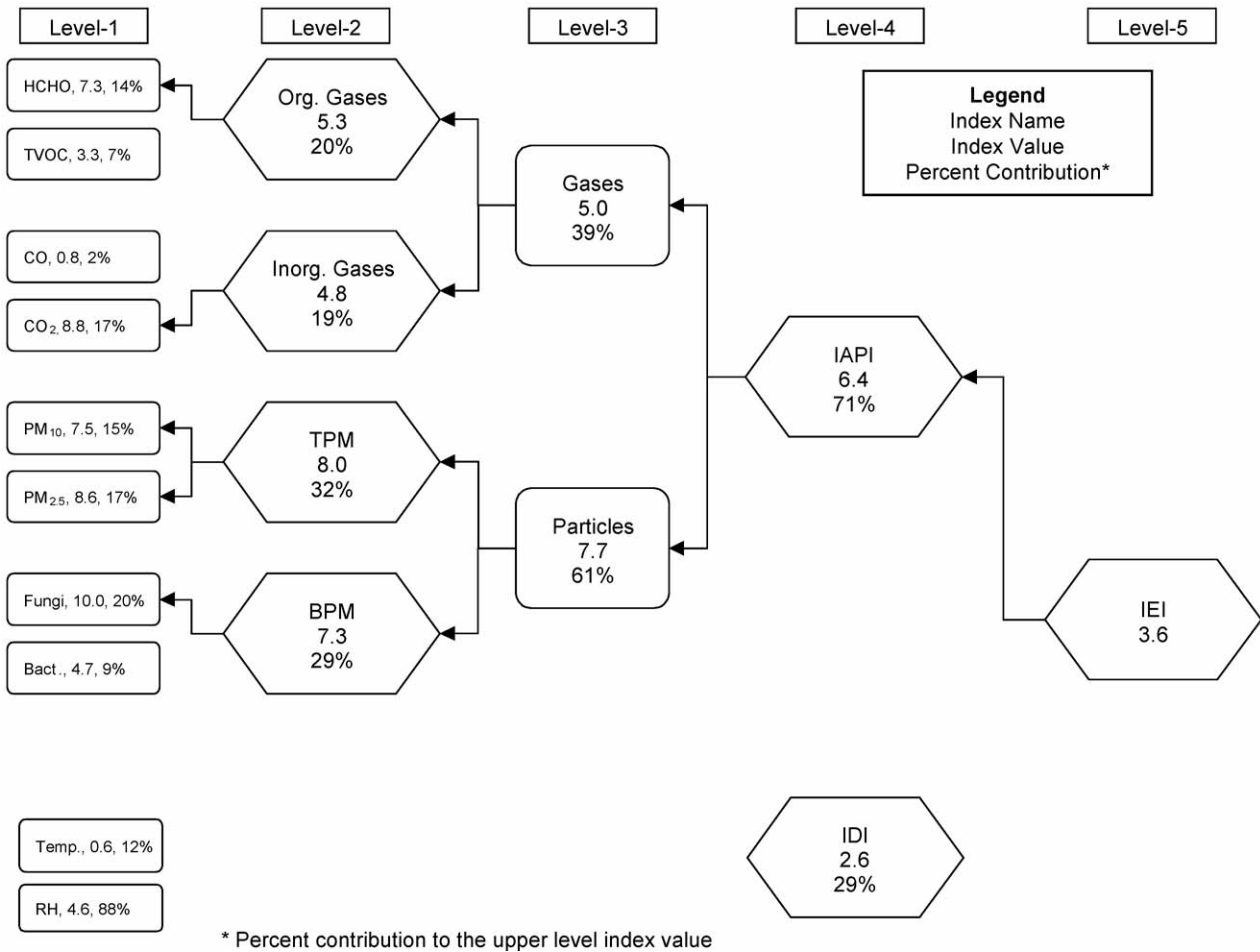 Level-1
Level-2
Level-3
Level-4
Level-5
HCHO, 7.3, 14%
TVOC, 3.3, 7%
CO, 0.8, 2%
CO₂, 8.8, 17%
PM₁₀, 7.5, 15%
PM₂.₅, 8.6, 17%
Fungi, 10.0, 20%
Bact., 4.7, 9%
Temp., 0.6, 12%
RH, 4.6, 88%
Org. Gases
5.3
20%
Inorg. Gases
4.8
19%
TPM
8.0
32%
BPM
7.3
29%
Gases
5.0
39%
Particles
7.7
61%
IAPI
6.4
71%
IDI
2.6
29%
Legend
Index Name
Index Value
Percent Contribution*
IEI
3.6
* Percent contribution to the upper level index value